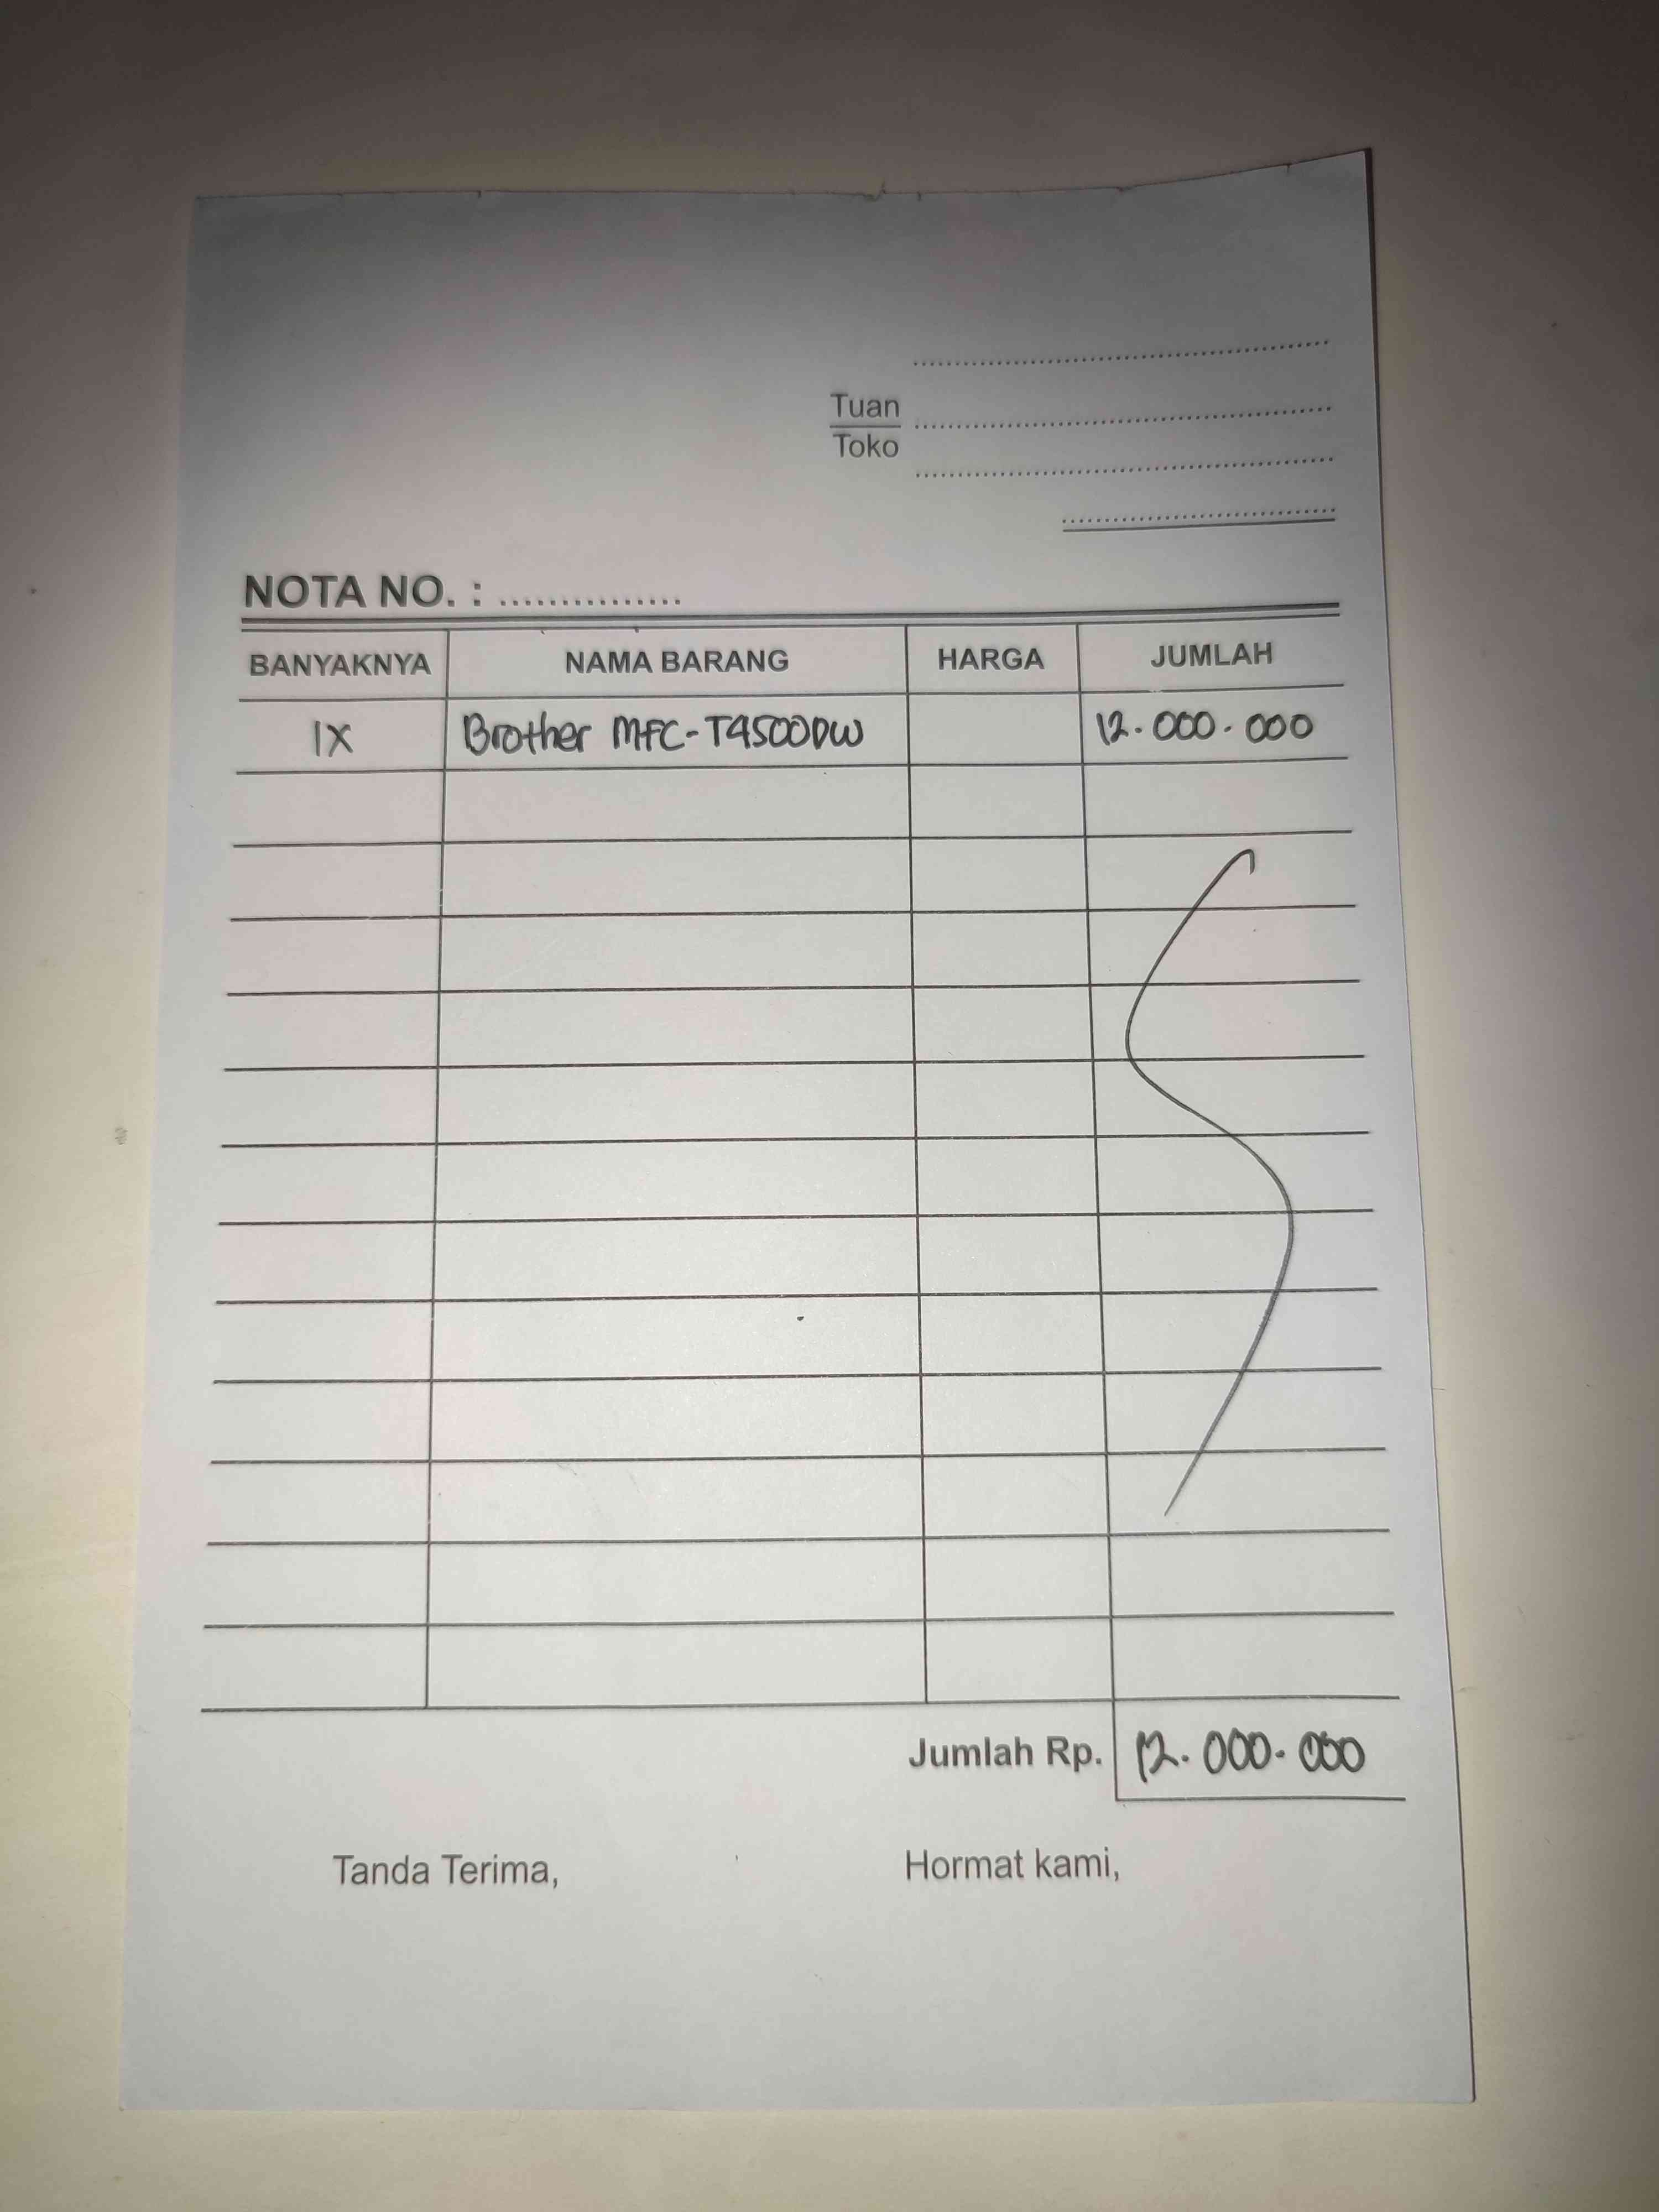 Tuan
Toko
NOTA NO. : ...............
BANYAKNYA NAMA BARANG HARGA JUMLAH
1X Brother MFC-T4500DW 12.000.000
Jumlah Rp. 12.000.000
Tanda Terima, Hormat kami,